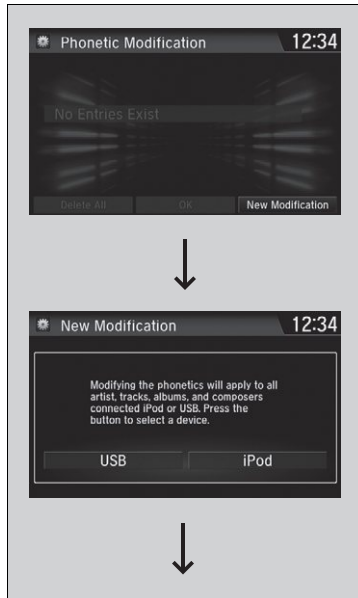 Phonetic Modification 12:34
No Entries Exist
Delete All OK New Modification
New Modification 12:34
Modifying the phonetics will apply to all
artist, tracks, albums, and composers
connected iPod or USB. Press the
button to select a device.
USB iPod